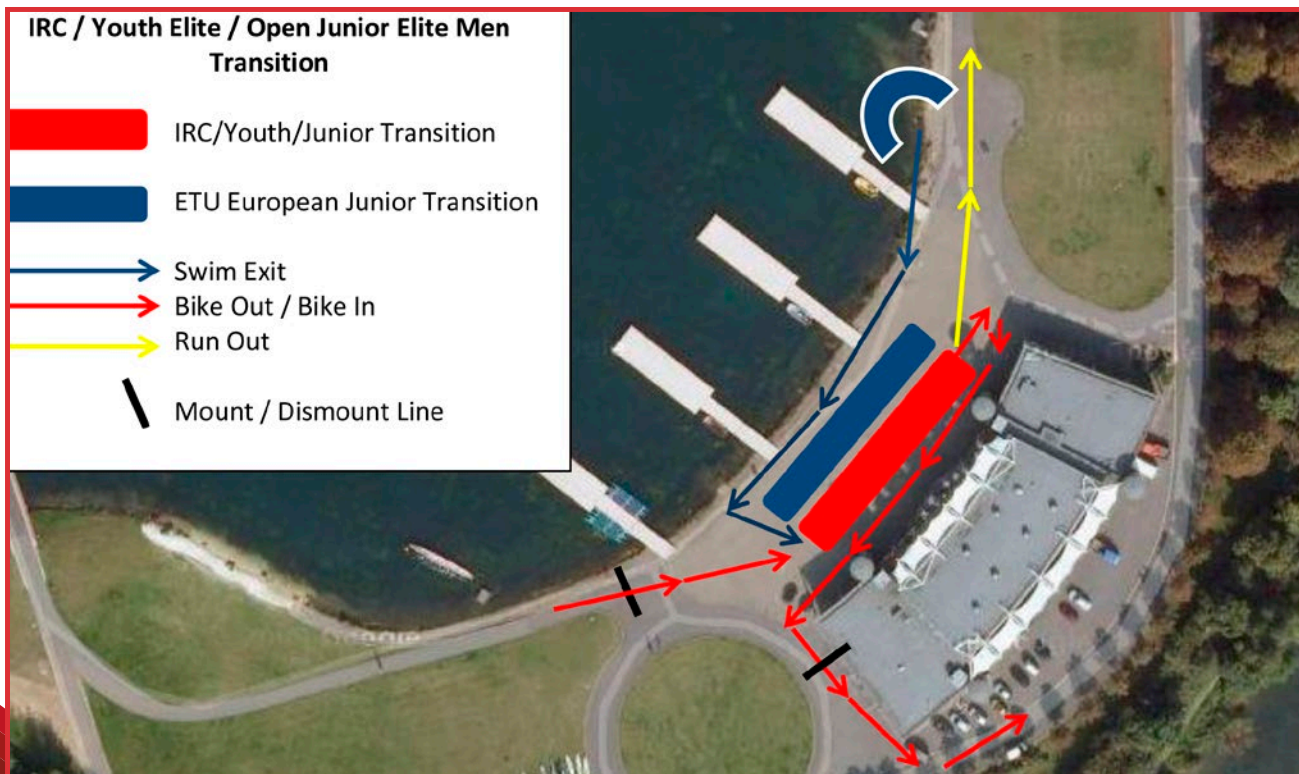 IRC / Youth Elite / Open Junior Elite Men
Transition
IRC/Youth/Junior Transition
ETU European Junior Transition
Swim Exit
Bike Out / Bike In
Run Out
Mount / Dismount Line